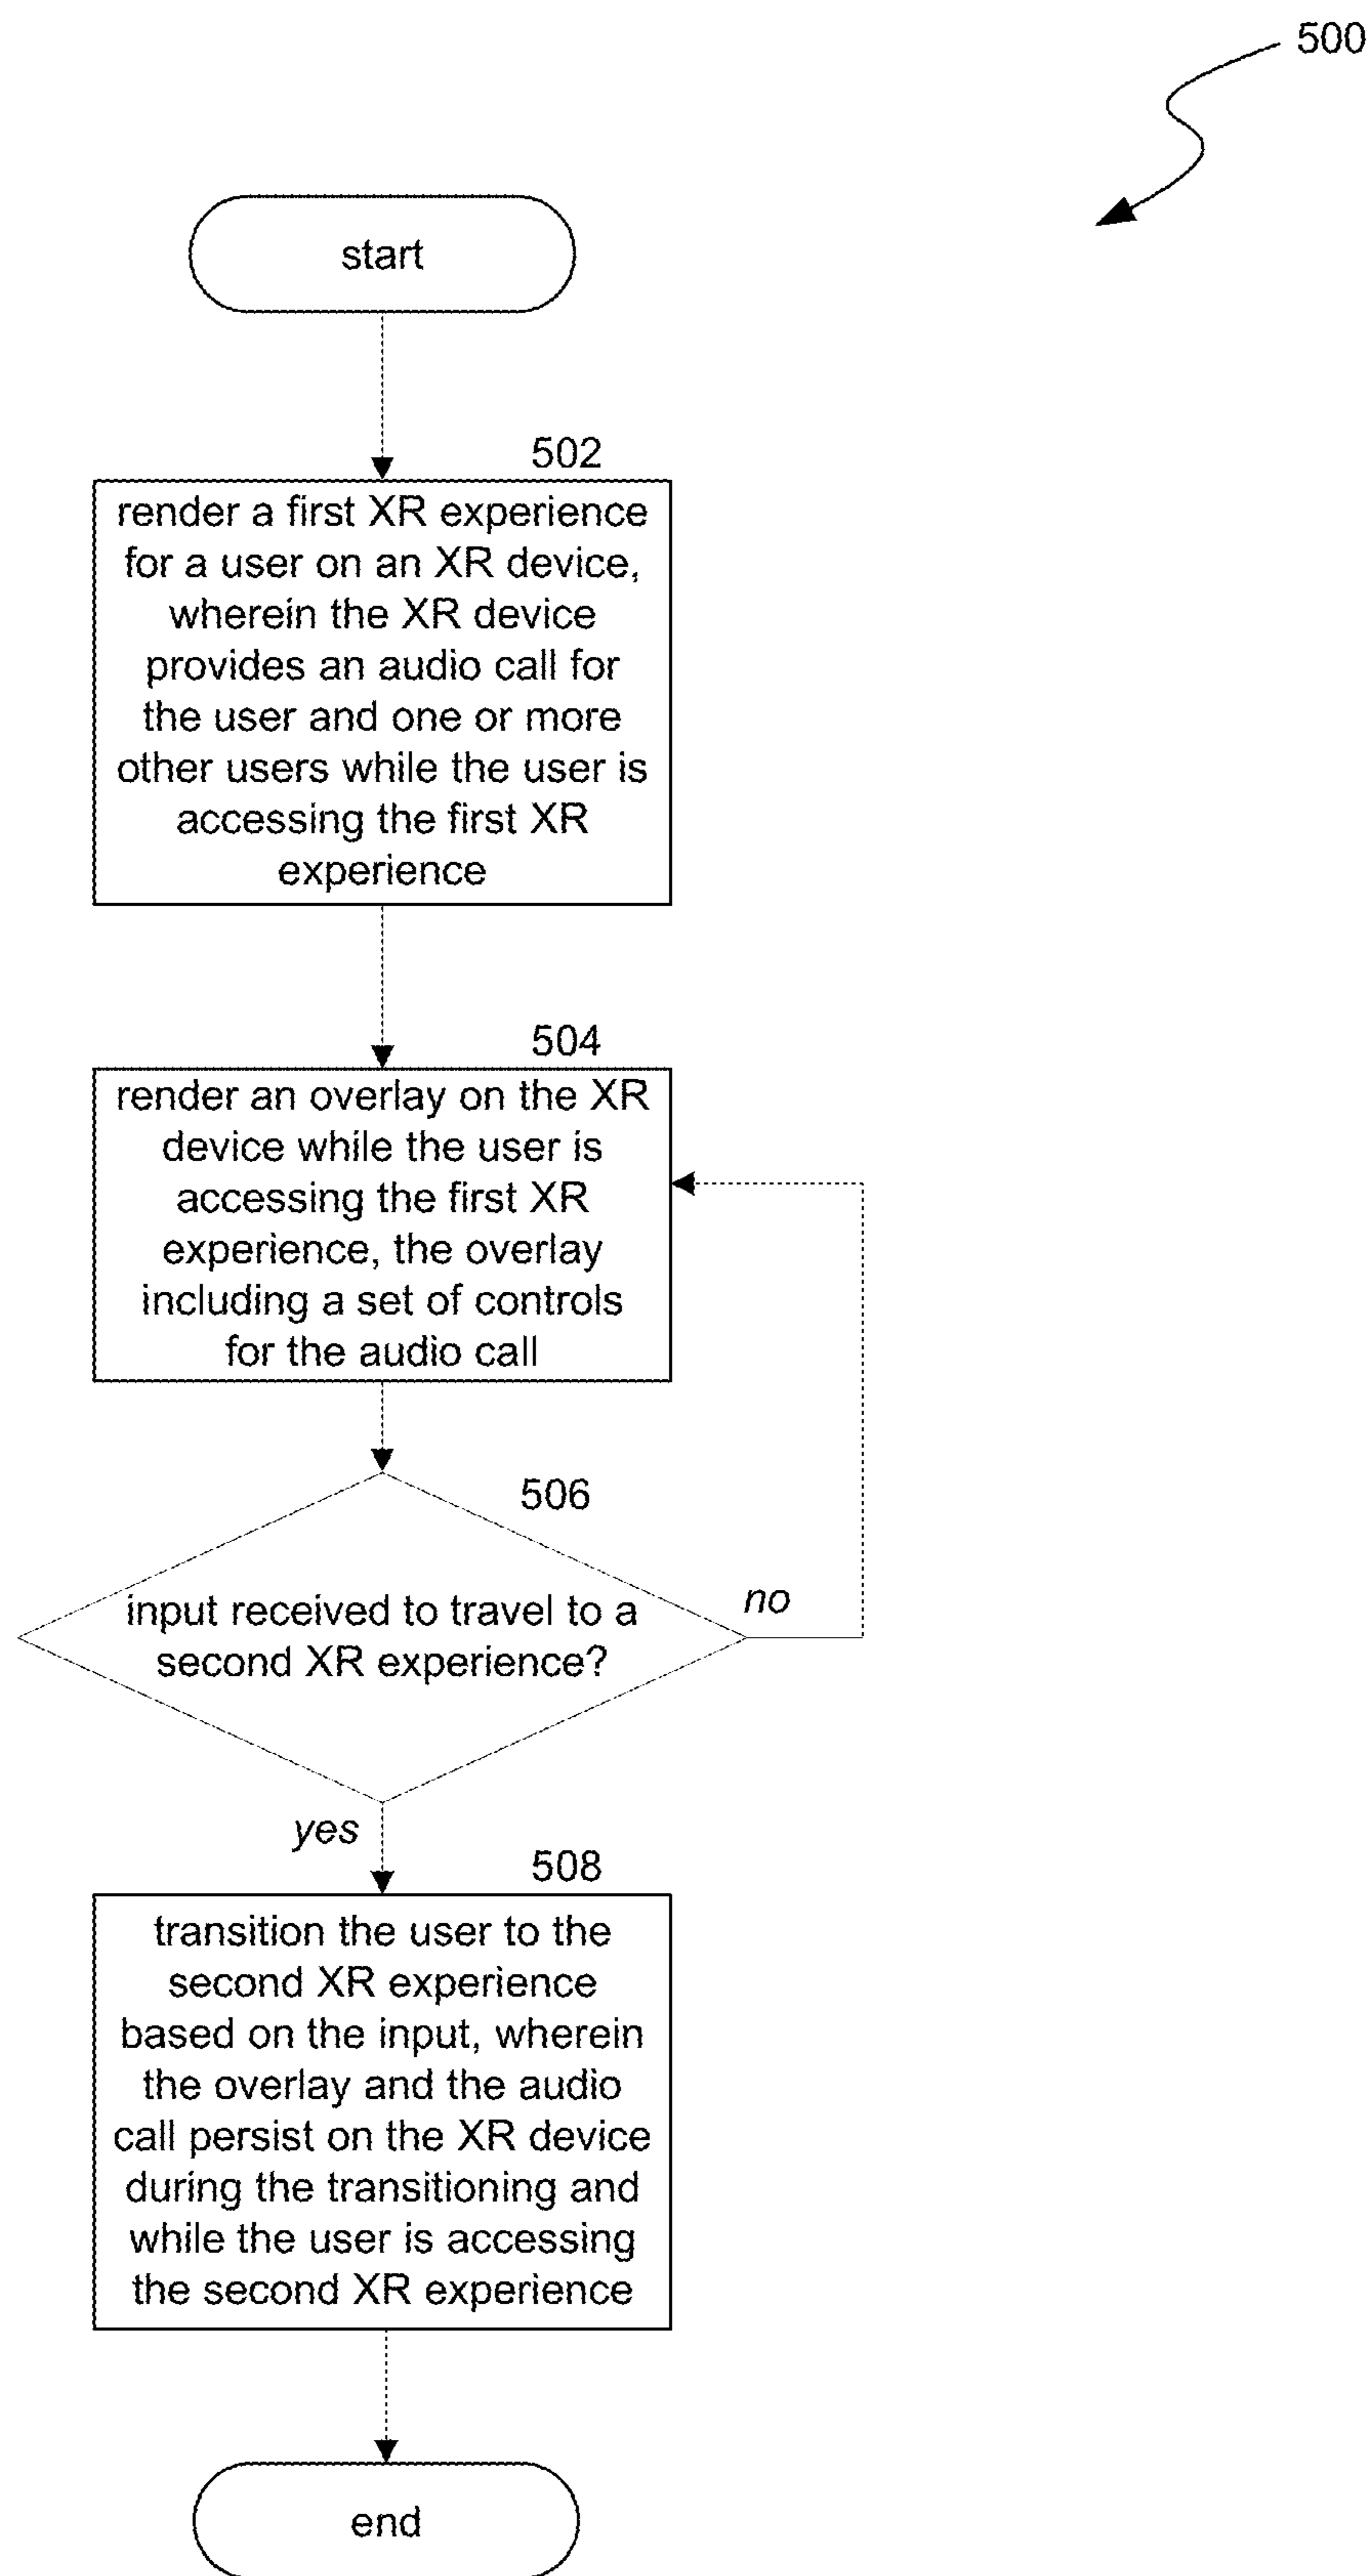 500
start
502
render a first XR experience
for a user on an XR device,
wherein the XR device
provides an audio call for
the user and one or more
other users while the user is
accessing the first XR
experience
504
render an overlay on the XR
device while the user is
accessing the first XR
experience, the overlay
including a set of controls
for the audio call
506
input received to travel to a
second XR experience?
no
yes
508
transition the user to the
second XR experience
based on the input, wherein
the overlay and the audio
call persist on the XR device
during the transitioning and
while the user is accessing
the second XR experience
end